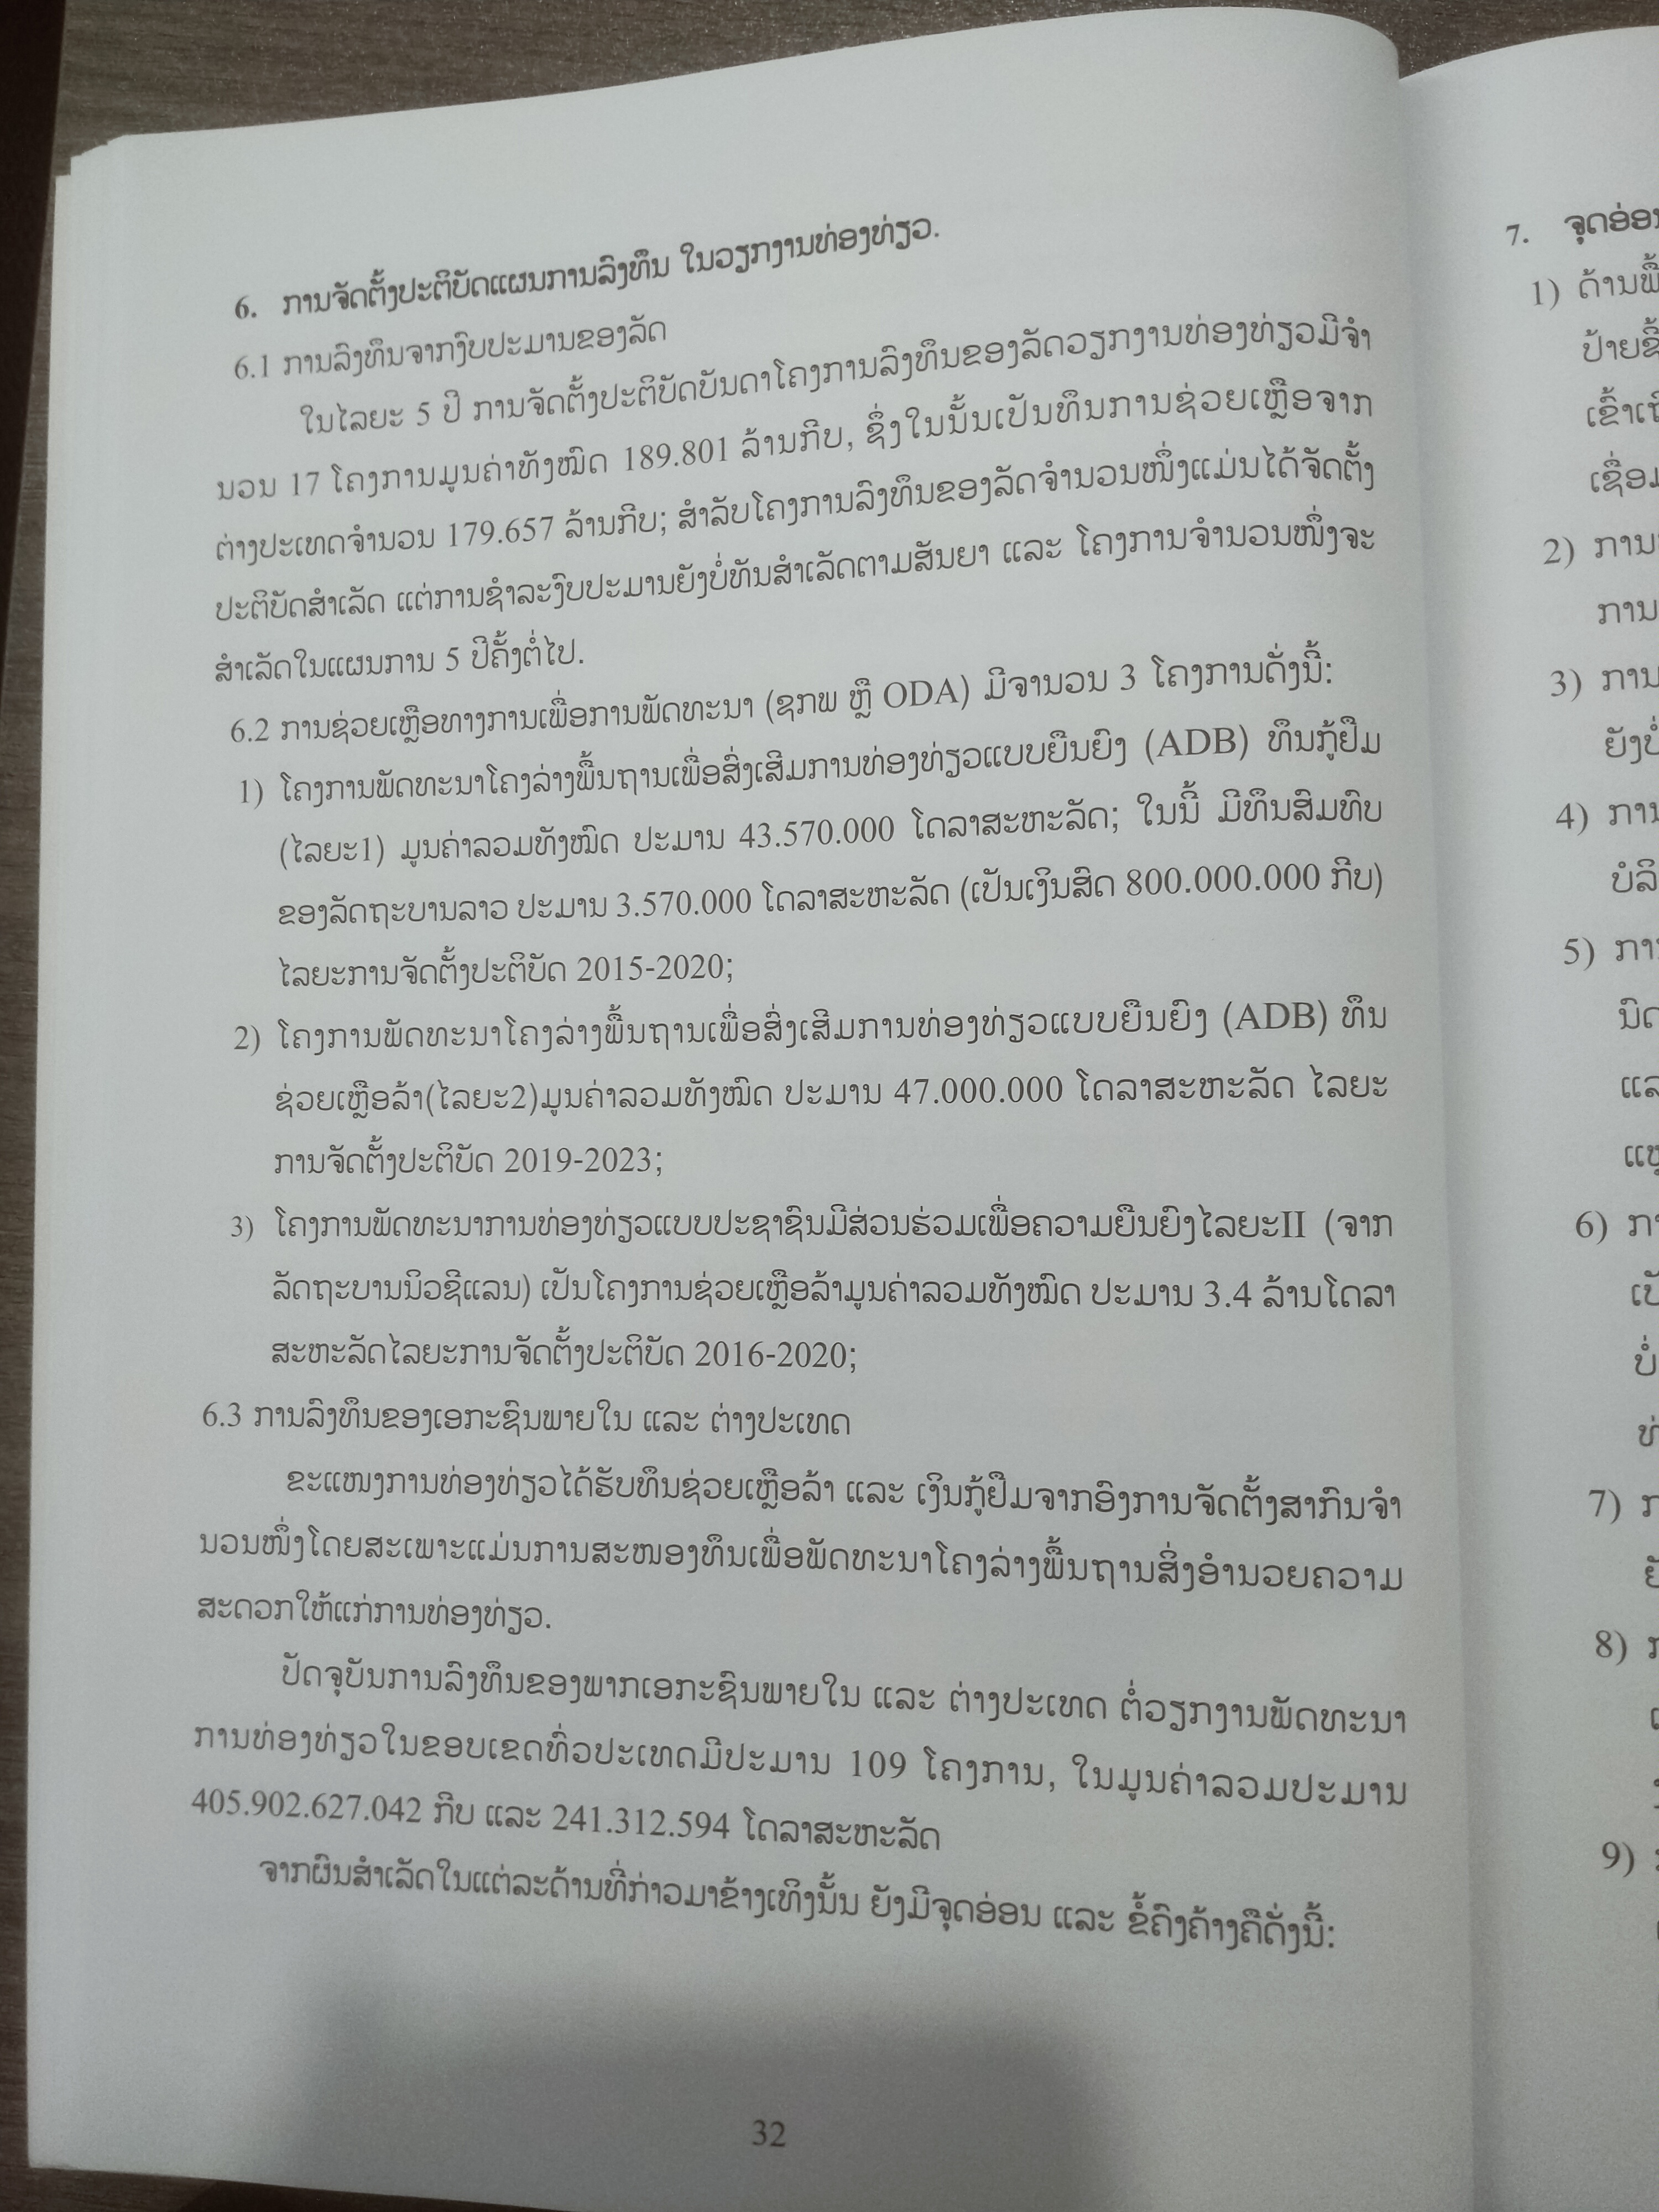 6. ການຈັດຕັ້ງປະຕິບັດແຜນການລົງທຶນ ໃນວຽກງານທ່ອງທ່ຽວ.
6.1 ການລົງທຶນຈາກງົບປະມານຂອງລັດ
ໃນໄລຍະ 5 ປີ ການຈັດຕັ້ງປະຕິບັດບັນດາໂຄງການລົງທຶນຂອງລັດວຽກງານທ່ອງທ່ຽວມີຈຳ
ນວນ 17 ໂຄງການມູນຄ່າທັງໝົດ 189.801 ລ້ານກີບ, ຊຶ່ງໃນນັ້ນເປັນທຶນການຊ່ວຍເຫຼືອຈາກ
ຕ່າງປະເທດຈຳນວນ 179.657 ລ້ານກີບ; ສຳລັບໂຄງການລົງທຶນຂອງລັດຈຳນວນໜຶ່ງແມ່ນໄດ້ຈັດຕັ້ງ
ປະຕິບັດສຳເລັດ ແຕ່ການຊຳລະງົບປະມານຍັງບໍ່ທັນສຳເລັດຕາມສັນຍາ ແລະ ໂຄງການຈຳນວນໜຶ່ງຈະ
ສຳເລັດໃນແຜນການ 5 ປີຄັ້ງຕໍ່ໄປ.
6.2 ການຊ່ວຍເຫຼືອທາງການເພື່ອການພັດທະນາ (ຊກພ ຫຼື ODA) ມີຈານວນ 3 ໂຄງການດັ່ງນີ້:
1) ໂຄງການພັດທະນາໂຄງລ່າງພື້ນຖານເພື່ອສົ່ງເສີມການທ່ອງທ່ຽວແບບຍືນຍົງ (ADB) ທຶນກູ້ຢືມ
(ໄລຍະ1) ມູນຄ່າລວມທັງໝົດ ປະມານ 43.570.000 ໂດລາສະຫະລັດ; ໃນນີ້ ມີທຶນສົມທົບ
ຂອງລັດຖະບານລາວ ປະມານ 3.570.000 ໂດລາສະຫະລັດ (ເປັນເງິນສົດ 800.000.000 ກີບ)
ໄລຍະການຈັດຕັ້ງປະຕິບັດ 2015-2020;
2) ໂຄງການພັດທະນາໂຄງລ່າງພື້ນຖານເພື່ອສົ່ງເສີມການທ່ອງທ່ຽວແບບຍືນຍົງ (ADB) ທຶນ
ຊ່ວຍເຫຼືອລ້າ(ໄລຍະ2)ມູນຄ່າລວມທັງໝົດ ປະມານ 47.000.000 ໂດລາສະຫະລັດ ໄລຍະ
ການຈັດຕັ້ງປະຕິບັດ 2019-2023;
3) ໂຄງການພັດທະນາການທ່ອງທ່ຽວແບບປະຊາຊົນມີສ່ວນຮ່ວມເພື່ອຄວາມຍືນຍົງໄລຍະII (ຈາກ
ລັດຖະບານນິວຊີແລນ) ເປັນໂຄງການຊ່ວຍເຫຼືອລ້າມູນຄ່າລວມທັງໝົດ ປະມານ 3.4 ລ້ານໂດລາ
ສະຫະລັດໄລຍະການຈັດຕັ້ງປະຕິບັດ 2016-2020;
6.3 ການລົງທຶນຂອງເອກະຊົນພາຍໃນ ແລະ ຕ່າງປະເທດ
ຂະແໜງການທ່ອງທ່ຽວໄດ້ຮັບທຶນຊ່ວຍເຫຼືອລ້າ ແລະ ເງິນກູ້ຢືມຈາກອົງການຈັດຕັ້ງສາກົນຈຳ
ນວນໜຶ່ງໂດຍສະເພາະແມ່ນການສະໜອງທຶນເພື່ອພັດທະນາໂຄງລ່າງພື້ນຖານສິ່ງອຳນວຍຄວາມ
ສະດວກໃຫ້ແກ່ການທ່ອງທ່ຽວ.
ປັດຈຸບັນການລົງທຶນຂອງພາກເອກະຊົນພາຍໃນ ແລະ ຕ່າງປະເທດ ຕໍ່ວຽກງານພັດທະນາ
ການທ່ອງທ່ຽວໃນຂອບເຂດທົ່ວປະເທດມີປະມານ 109 ໂຄງການ, ໃນມູນຄ່າລວມປະມານ
405.902.627.042 ກີບ ແລະ 241.312.594 ໂດລາສະຫະລັດ
ຈາກຜົນສຳເລັດໃນແຕ່ລະດ້ານທີ່ກ່າວມາຂ້າງເທິງນັ້ນ ຍັງມີຈຸດອ່ອນ ແລະ ຂໍ້ຄົງຄ້າງຄືດັ່ງນີ້:
32
7. ຈຸດອ່ອ
1) ດ້ານພື້
ປ້າຍຊີ້
2) ການ
ການ
3) ການ
ຍັງບໍ່
4) ການ
ບໍລິ
5) ກາ
6) ກ
7) ກ
8)
9)